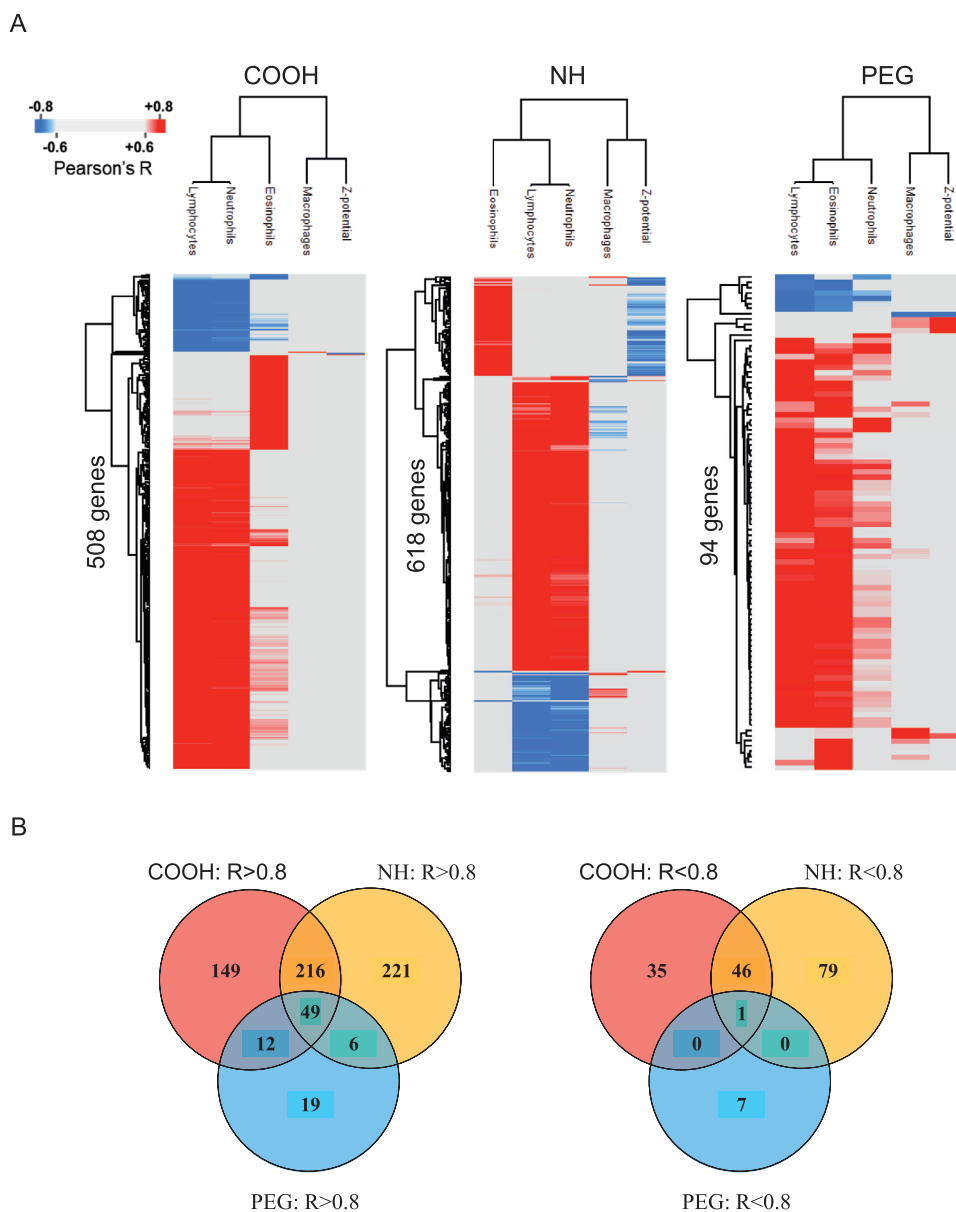 A
COOH
NH
PEG
-0.8 +0.8
-0.6 +0.6
Pearson's R
Lymphocytes
Neutrophils
Eosinophils
Macrophages
Z-potential
Eosinophils
Lymphocytes
Neutrophils
Macrophages
Z-potential
Lymphocytes
Eosinophils
Neutrophils
Macrophages
Z-potential
508 genes
618 genes
94 genes
B
COOH: R>0.8
NH: R>0.8
149
216
221
49
12
6
19
PEG: R>0.8
COOH: R<0.8
NH: R<0.8
35
46
79
1
0
0
7
PEG: R<0.8